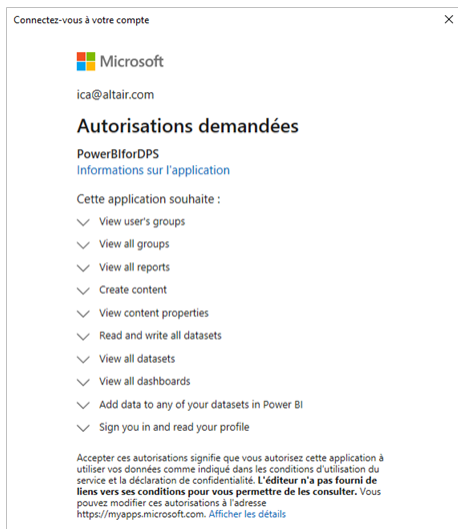 Connectez-vous à votre compte
Microsoft
ica@altair.com
Autorisations demandées
PowerBIforDPS
Informations sur l'application
Cette application souhaite :
View user's groups
View all groups
View all reports
Create content
View content properties
Read and write all datasets
View all datasets
View all dashboards
Add data to any of your datasets in Power BI
Sign you in and read your profile
Accepter ces autorisations signifie que vous autorisez cette application à
utiliser vos données comme indiqué dans les conditions d'utilisation du
service et la déclaration de confidentialité. L'éditeur n'a pas fourni de
liens vers ses conditions pour vous permettre de les consulter. Vous
pouvez modifier ces autorisations à l'adresse
https://myapps.microsoft.com. Afficher les détails